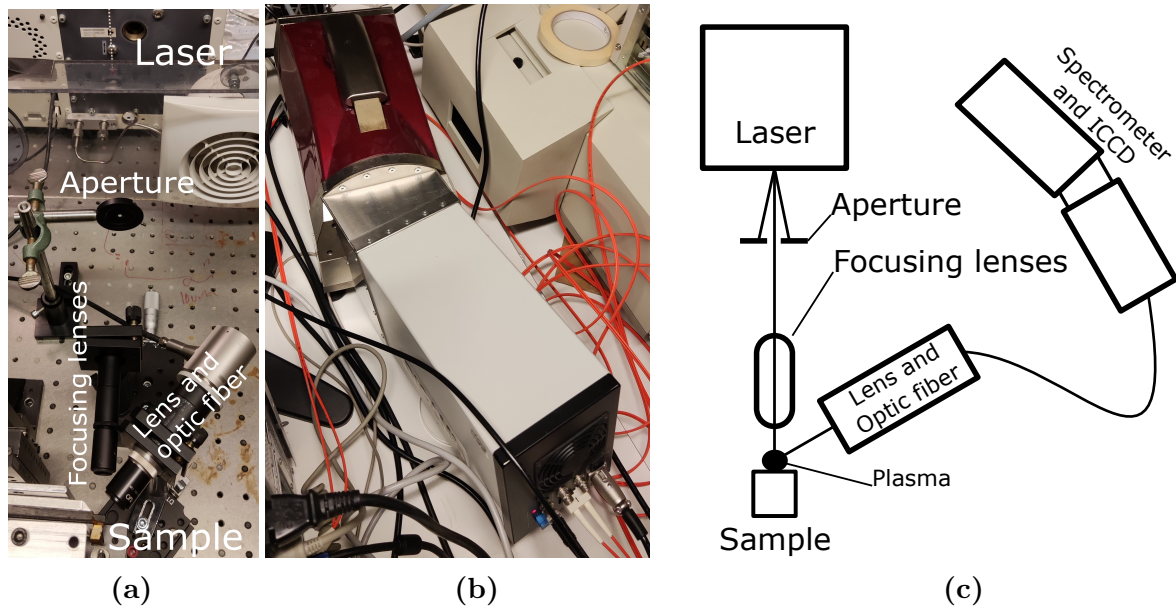 Laser
Aperture
Focusing lenses
Lens and
optic fiber
Sample
Laser
Aperture
Focusing lenses
Lens and
Optic fiber
Plasma
Sample
Spectrometer
and ICCD
(a)
(b)
(c)